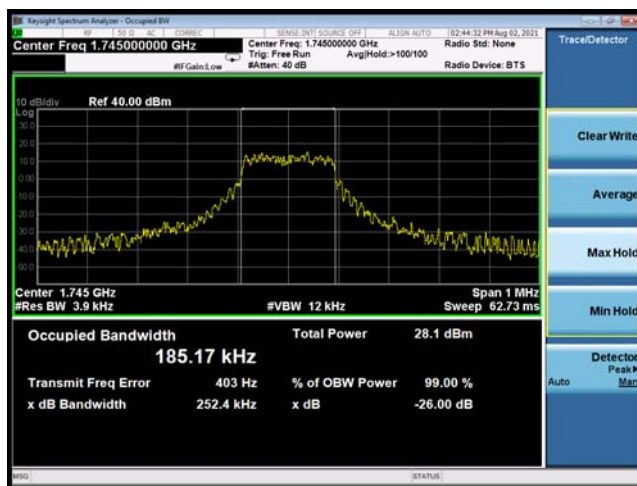 Keysight Spectrum Analyzer - Occupied BW
RF 50 Ω AC CORREC SENSE:INT SOURCE OFF ALIGN AUTO 02:44:32 PM Aug 02, 2021
Center Freq 1.745000000 GHz
Center Freq: 1.745000000 GHz
Radio Std: None
Trig: Free Run Avg|Hold:>100/100
#IFGain:Low #Atten: 40 dB
Radio Device: BTS
Trace/Detector
10 dB/div Ref 40.00 dBm
Log
30.0
20.0
10.0
0.00
10.0
20.0
30.0
40.0
50.0
Clear Write
Average
Max Hold
Min Hold
Detector
Peak
Auto Man
Center 1.745 GHz Span 1 MHz
#Res BW 3.9 kHz #VBW 12 kHz Sweep 62.73 ms
Occupied Bandwidth Total Power 28.1 dBm
185.17 kHz
Transmit Freq Error 403 Hz % of OBW Power 99.00 %
x dB Bandwidth 252.4 kHz x dB -26.00 dB
MSG STATUS